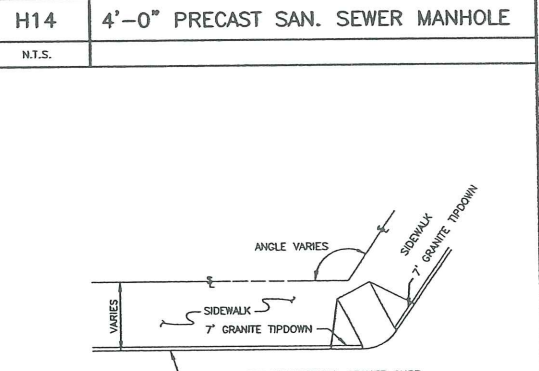 H14
4'-0" PRECAST SAN. SEWER MANHOLE
N.T.S.
ANGLE VARIES
SIDEWALK
7' GRANITE TIPDOWN
VARIES
SIDEWALK
7' GRANITE TIPDOWN